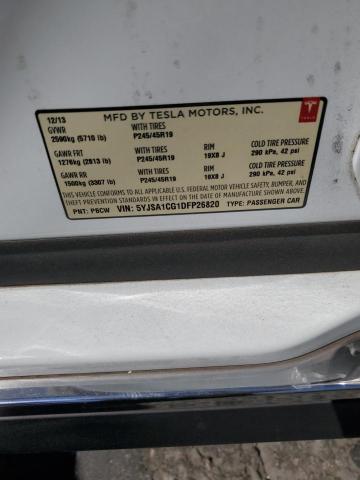 12/13 MFD BY TESLA MOTORS, INC.
GVWR WITH TIRES
2590kg (5710 lb) P245/45R19
GAWR FRT WITH TIRES RIM COLD TIRE PRESSURE
1276kg (2813 lb) P245/45R19 19X8 J 290 kPa, 42 psi
GAWR RR WITH TIRES RIM COLD TIRE PRESSURE
1500kg (3307 lb) P245/45R19 19X8 J 290 kPa, 42 psi
THIS VEHICLE CONFORMS TO ALL APPLICABLE U.S. FEDERAL MOTOR VEHICLE SAFETY, BUMPER, AND
THEFT PREVENTION STANDARDS IN EFFECT ON THE DATE OF MANUFACTURE SHOWN ABOVE.
PNT: PBCW VIN: 5YJSA1CG1DFP26820 TYPE: PASSENGER CAR
TESLA